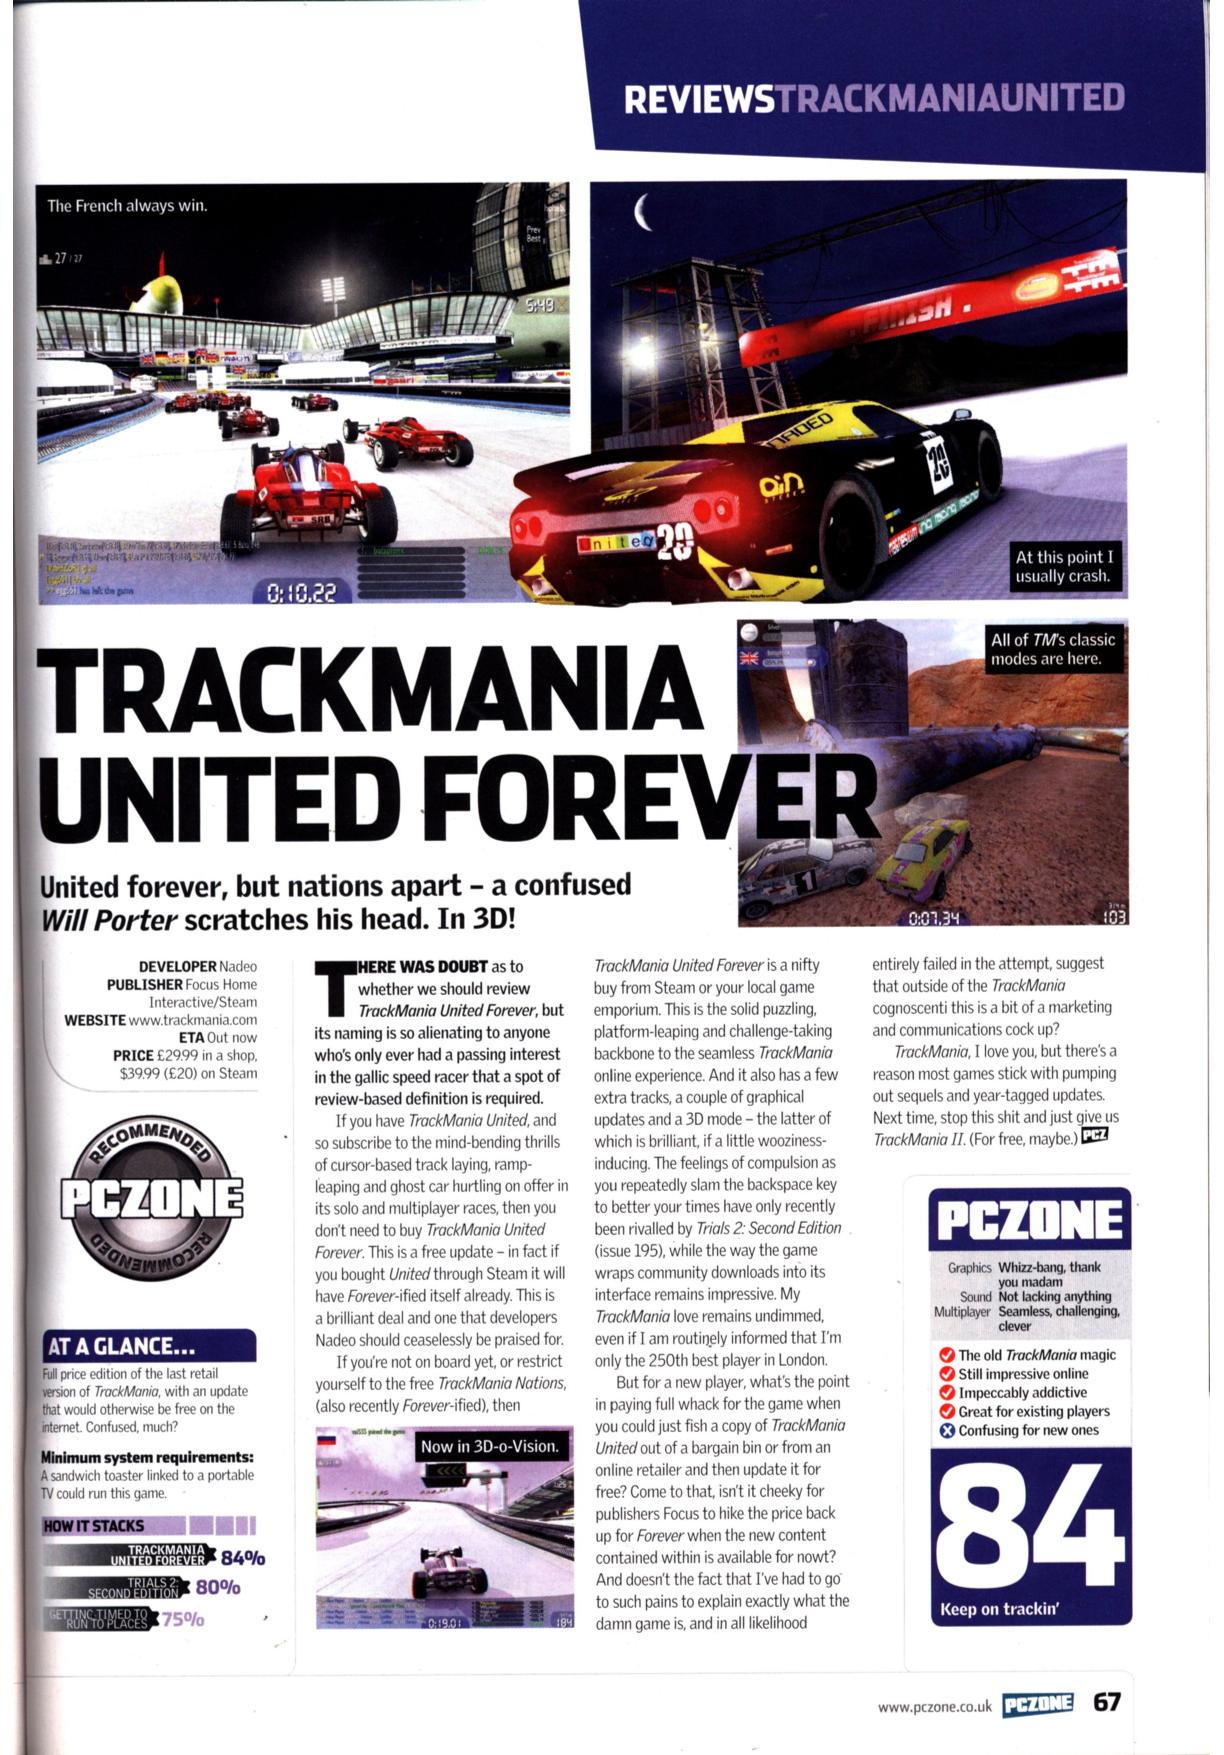 REVIEWSTRACKMANIAUNITED
The French always win.
27 / 27
Prev
Best
5:49
SRB
0:10.22
FINISH
TM
NADEO
20
United 20
At this point I
usually crash.
TRACKMANIA
UNITED FOREVER
All of TM's classic
modes are here.
1
0:07.34
103
United forever, but nations apart – a confused
Will Porter scratches his head. In 3D!
DEVELOPER Nadeo
PUBLISHER Focus Home
Interactive/Steam
WEBSITE www.trackmania.com
ETA Out now
PRICE £29.99 in a shop,
$39.99 (£20) on Steam
RECOMMENDED
PCZONE
RECOMMENDED
AT A GLANCE...
Full price edition of the last retail
version of TrackMania, with an update
that would otherwise be free on the
internet. Confused, much?
Minimum system requirements:
A sandwich toaster linked to a portable
TV could run this game.
HOW IT STACKS
TRACKMANIA
UNITED FOREVER 84%
TRIALS 2:
SECOND EDITION 80%
GETTING TIMED TO
RUN TO PLACES 75%
THERE WAS DOUBT as to
whether we should review
TrackMania United Forever, but
its naming is so alienating to anyone
who's only ever had a passing interest
in the gallic speed racer that a spot of
review-based definition is required.
If you have TrackMania United, and
so subscribe to the mind-bending thrills
of cursor-based track laying, ramp-
leaping and ghost car hurtling on offer in
its solo and multiplayer races, then you
don't need to buy TrackMania United
Forever. This is a free update – in fact if
you bought United through Steam it will
have Forever-ified itself already. This is
a brilliant deal and one that developers
Nadeo should ceaselessly be praised for.
If you're not on board yet, or restrict
yourself to the free TrackMania Nations,
(also recently Forever-ified), then
Now in 3D-o-Vision.
0:19.01
184
TrackMania United Forever is a nifty
buy from Steam or your local game
emporium. This is the solid puzzling,
platform-leaping and challenge-taking
backbone to the seamless TrackMania
online experience. And it also has a few
extra tracks, a couple of graphical
updates and a 3D mode – the latter of
which is brilliant, if a little wooziness-
inducing. The feelings of compulsion as
you repeatedly slam the backspace key
to better your times have only recently
been rivalled by Trials 2: Second Edition
(issue 195), while the way the game
wraps community downloads into its
interface remains impressive. My
TrackMania love remains undimmed,
even if I am routinely informed that I'm
only the 250th best player in London.
But for a new player, what's the point
in paying full whack for the game when
you could just fish a copy of TrackMania
United out of a bargain bin or from an
online retailer and then update it for
free? Come to that, isn't it cheeky for
publishers Focus to hike the price back
up for Forever when the new content
contained within is available for nowt?
And doesn't the fact that I've had to go
to such pains to explain exactly what the
damn game is, and in all likelihood
entirely failed in the attempt, suggest
that outside of the TrackMania
cognoscenti this is a bit of a marketing
and communications cock up?
TrackMania, I love you, but there's a
reason most games stick with pumping
out sequels and year-tagged updates.
Next time, stop this shit and just give us
TrackMania II. (For free, maybe.) PCZ
PCZONE
Graphics Whizz-bang, thank
you madam
Sound Not lacking anything
Multiplayer Seamless, challenging,
clever
The old TrackMania magic
Still impressive online
Impeccably addictive
Great for existing players
Confusing for new ones
84
Keep on trackin'
www.pczone.co.uk PCZONE 67